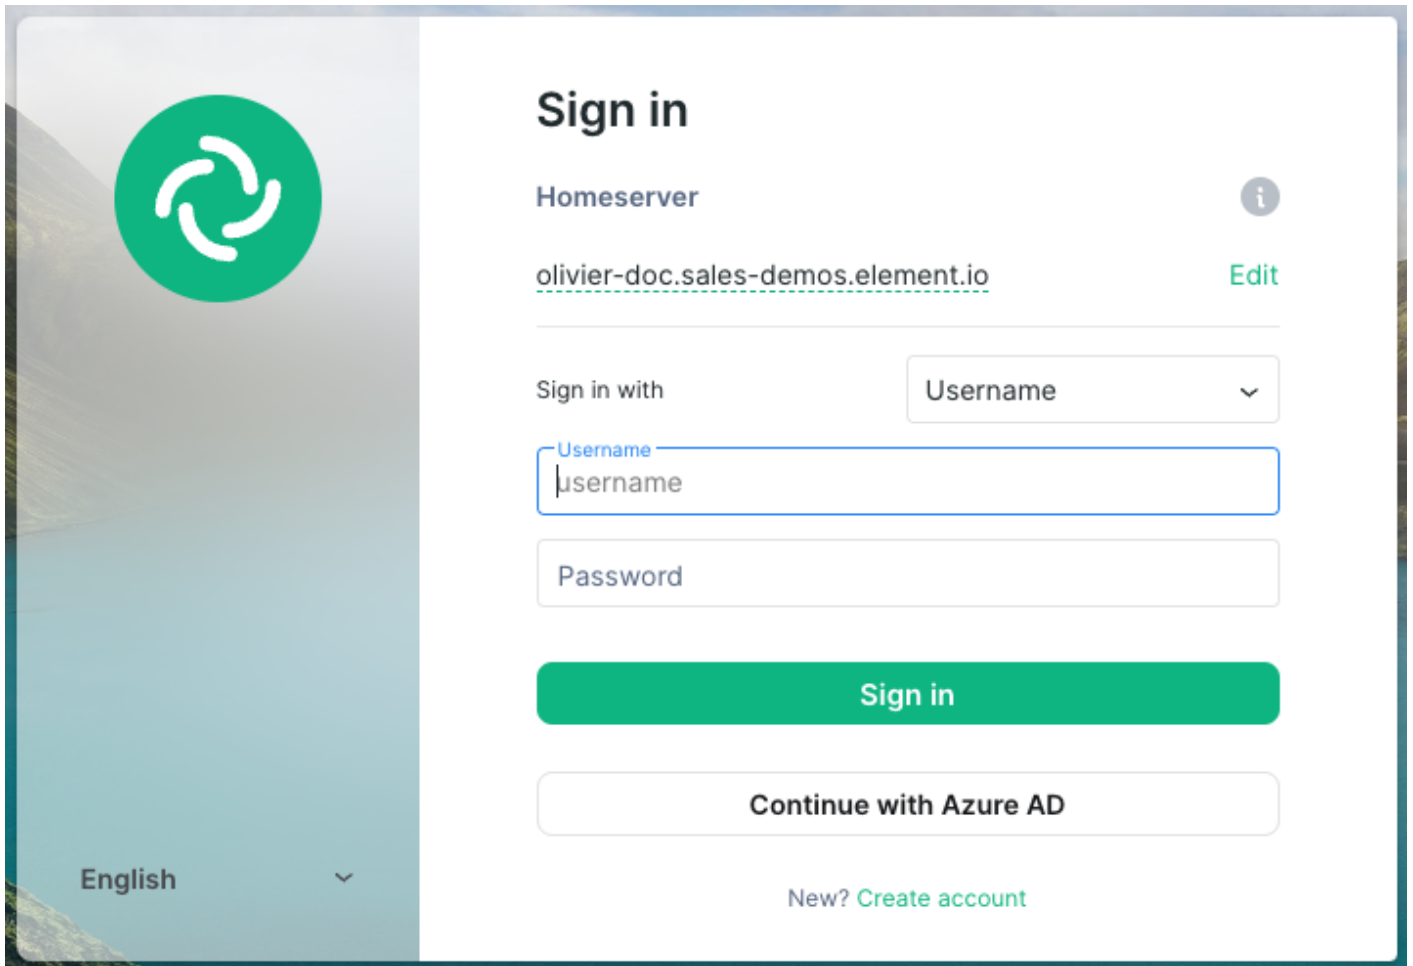 Sign in
Homeserver
olivier-doc.sales-demos.element.io Edit
Sign in with Username
Username
username
Password
Sign in
Continue with Azure AD
English
New? Create account